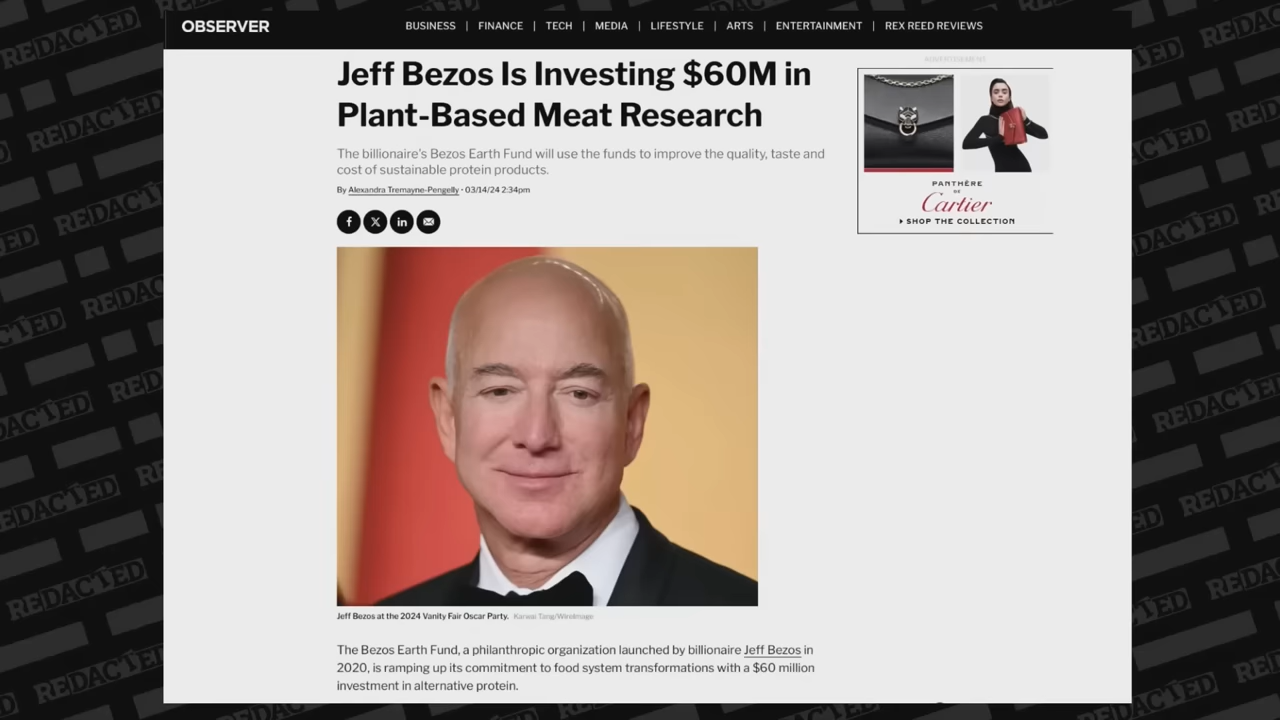 OBSERVER
BUSINESS | FINANCE | TECH | MEDIA | LIFESTYLE | ARTS | ENTERTAINMENT | REX REED REVIEWS
Jeff Bezos Is Investing $60M in
Plant-Based Meat Research
The billionaire's Bezos Earth Fund will use the funds to improve the quality, taste and
cost of sustainable protein products.
By Alexandra Tremayne-Pengelly • 03/14/24 2:34pm
ADVERTISEMENT
PANTHÈRE
DE
Cartier
SHOP THE COLLECTION
Jeff Bezos at the 2024 Vanity Fair Oscar Party. Karwai Tang/WireImage
The Bezos Earth Fund, a philanthropic organization launched by billionaire Jeff Bezos in
2020, is ramping up its commitment to food system transformations with a $60 million
investment in alternative protein.
REDACTED
REDACTED
REDACTED
REDACTED
REDACTED
REDACTED